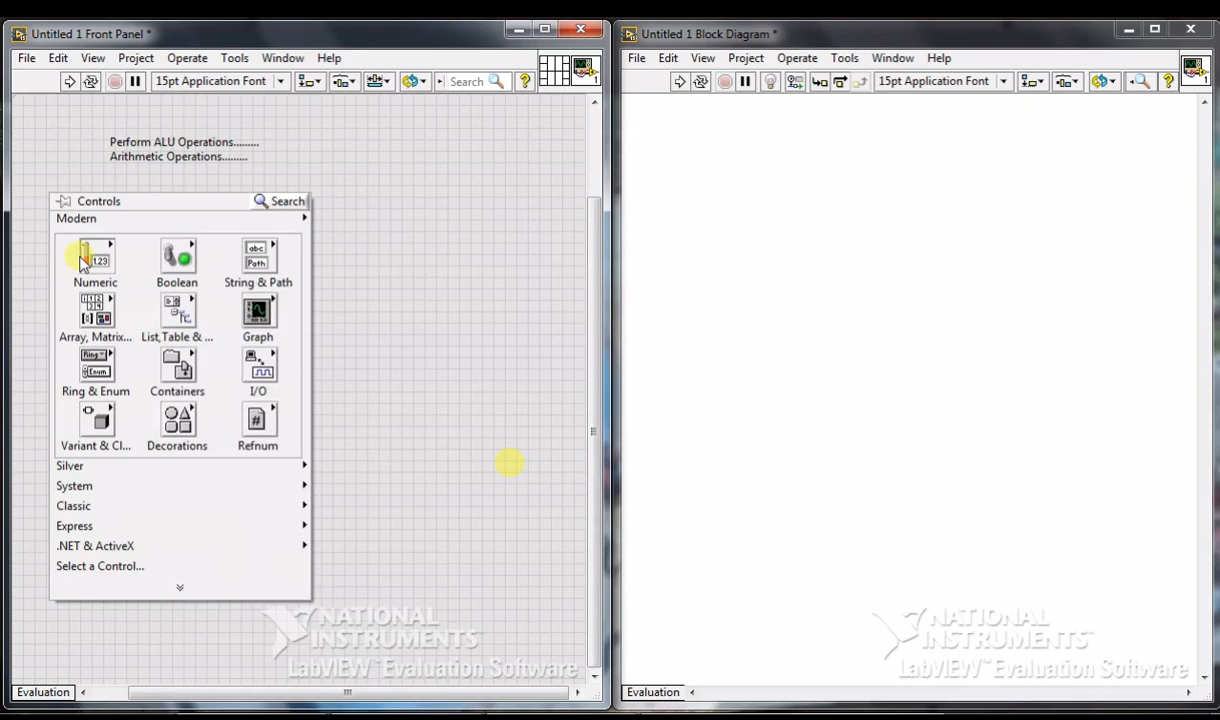 Untitled 1 Front Panel *
File Edit View Project Operate Tools Window Help
15pt Application Font
Search
Perform ALU Operations.........
Arithmetic Operations.........
Controls
Search
Modern
Numeric
Boolean
String & Path
Array, Matrix...
List,Table & ...
Graph
Ring & Enum
Containers
I/O
Variant & Cl...
Decorations
Refnum
Silver
System
Classic
Express
.NET & ActiveX
Select a Control...
NATIONAL
INSTRUMENTS
LabVIEW™ Evaluation Software
Evaluation
Untitled 1 Block Diagram *
File Edit View Project Operate Tools Window Help
15pt Application Font
NATIONAL
INSTRUMENTS
LabVIEW™ Evaluation Software
Evaluation